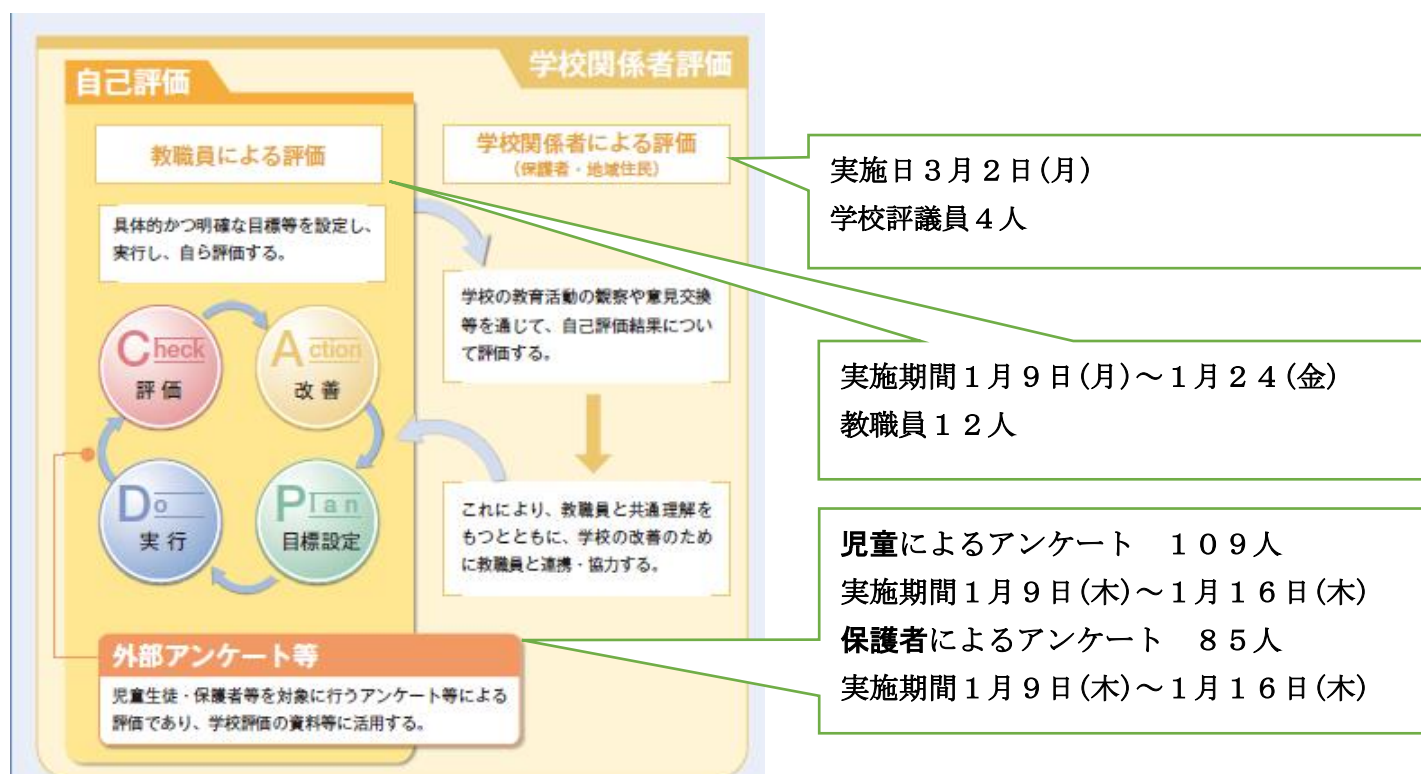 学校関係者評価
自己評価
教職員による評価
具体的かつ明確な目標等を設定し、
実行し、自ら評価する。
Check
評価
Action
改善
Do
実行
Plan
目標設定
学校関係者による評価
(保護者・地域住民)
学校の教育活動の観察や意見交換
等を通じて、自己評価結果につい
て評価する。
これにより、教職員と共通理解を
もつとともに、学校の改善のため
に教職員と連携・協力する。
外部アンケート等
児童生徒・保護者等を対象に行うアンケート等による
評価であり、学校評価の資料等に活用する。
実施日3月2日(月)
学校評議員4人
実施期間1月9日(月)~1月24(金)
教職員12人
児童によるアンケート 109人
実施期間1月9日(木)~1月16日(木)
保護者によるアンケート 85人
実施期間1月9日(木)~1月16日(木)